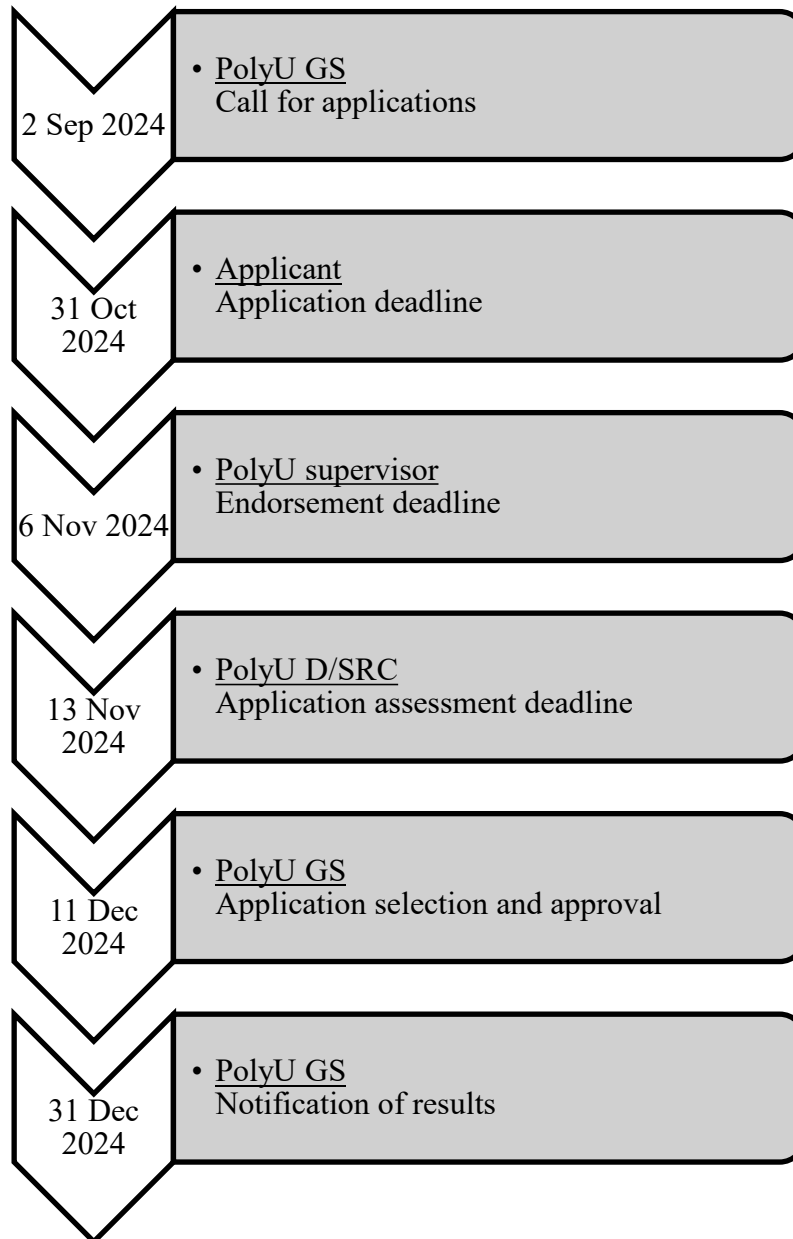 2 Sep 2024
• PolyU GS
Call for applications
31 Oct
2024
• Applicant
Application deadline
6 Nov 2024
• PolyU supervisor
Endorsement deadline
13 Nov
2024
• PolyU D/SRC
Application assessment deadline
11 Dec
2024
• PolyU GS
Application selection and approval
31 Dec
2024
• PolyU GS
Notification of results